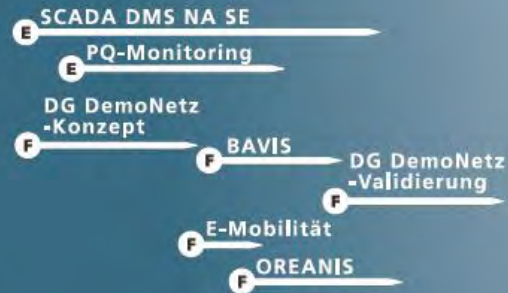 SCADA DMS NA SE
E
PQ-Monitoring
E
DG DemoNetz
-Konzept
F
BAVIS
F
DG DemoNetz
-Validierung
F
E-Mobilität
F
OREANIS
F